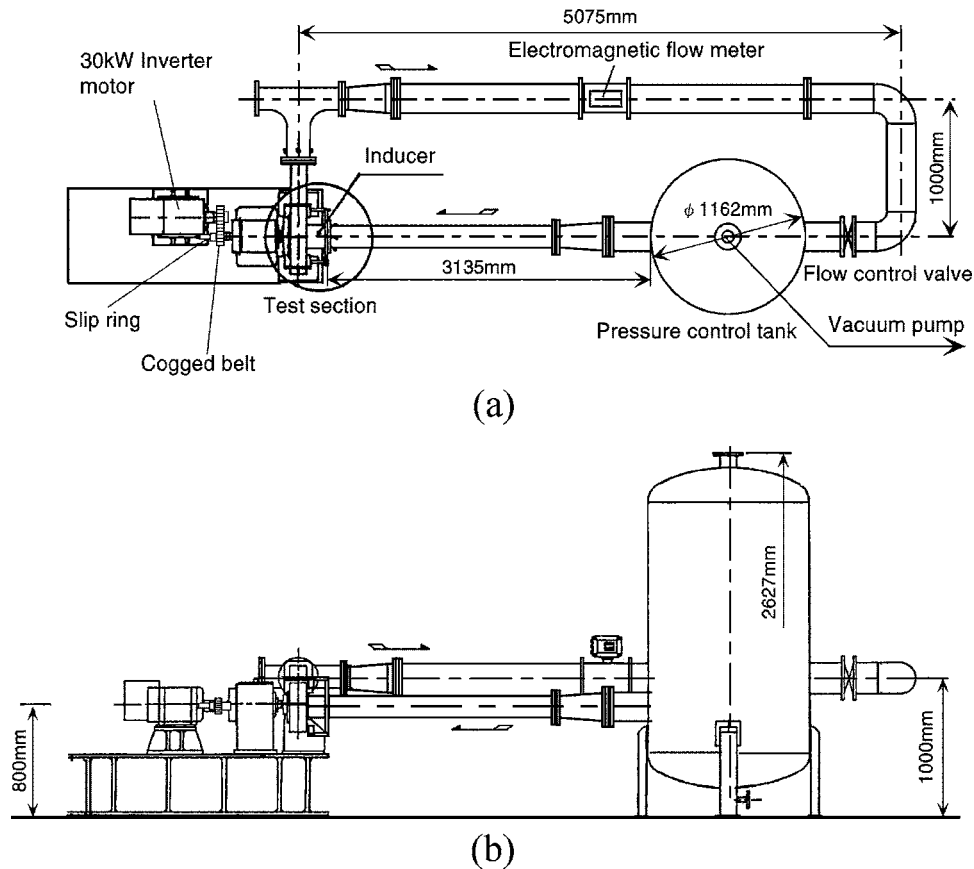 5075mm
Electromagnetic flow meter
30kW Inverter
motor
Inducer
1000mm
ϕ 1162mm
3135mm
Test section
Flow control valve
Slip ring
Pressure control tank
Vacuum pump
Cogged belt
(a)
2627mm
800mm
1000mm
(b)